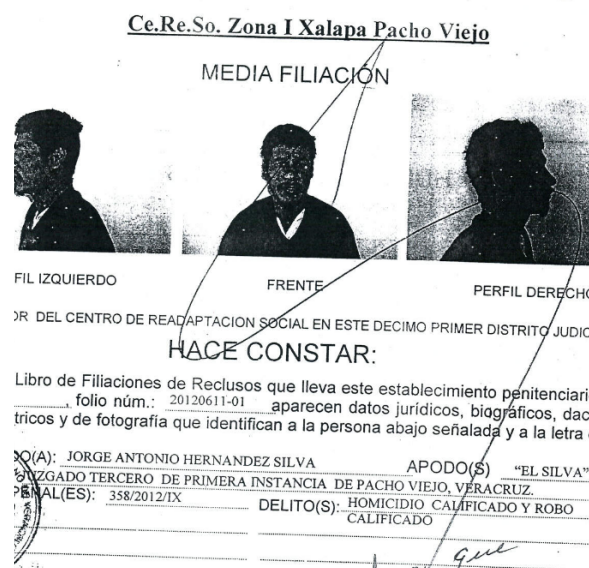 Ce.Re.So. Zona I Xalapa Pacho Viejo
MEDIA FILIACIÓN
FIL IZQUIERDO FRENTE PERFIL DERECHO
OR DEL CENTRO DE READAPTACION SOCIAL EN ESTE DECIMO PRIMER DISTRITO JUDIC
HACE CONSTAR:
Libro de Filiaciones de Reclusos que lleva este establecimiento penitenciari
, folio núm.: 20120611-01 aparecen datos jurídicos, biográficos, dac
tricos y de fotografía que identifican a la persona abajo señalada y a la letra
O(A): JORGE ANTONIO HERNANDEZ SILVA APODO(S) "EL SILVA"
JUZGADO TERCERO DE PRIMERA INSTANCIA DE PACHO VIEJO, VERACRUZ.
PENAL(ES): 358/2012/IX DELITO(S): HOMICIDIO CALIFICADO Y ROBO
CALIFICADO